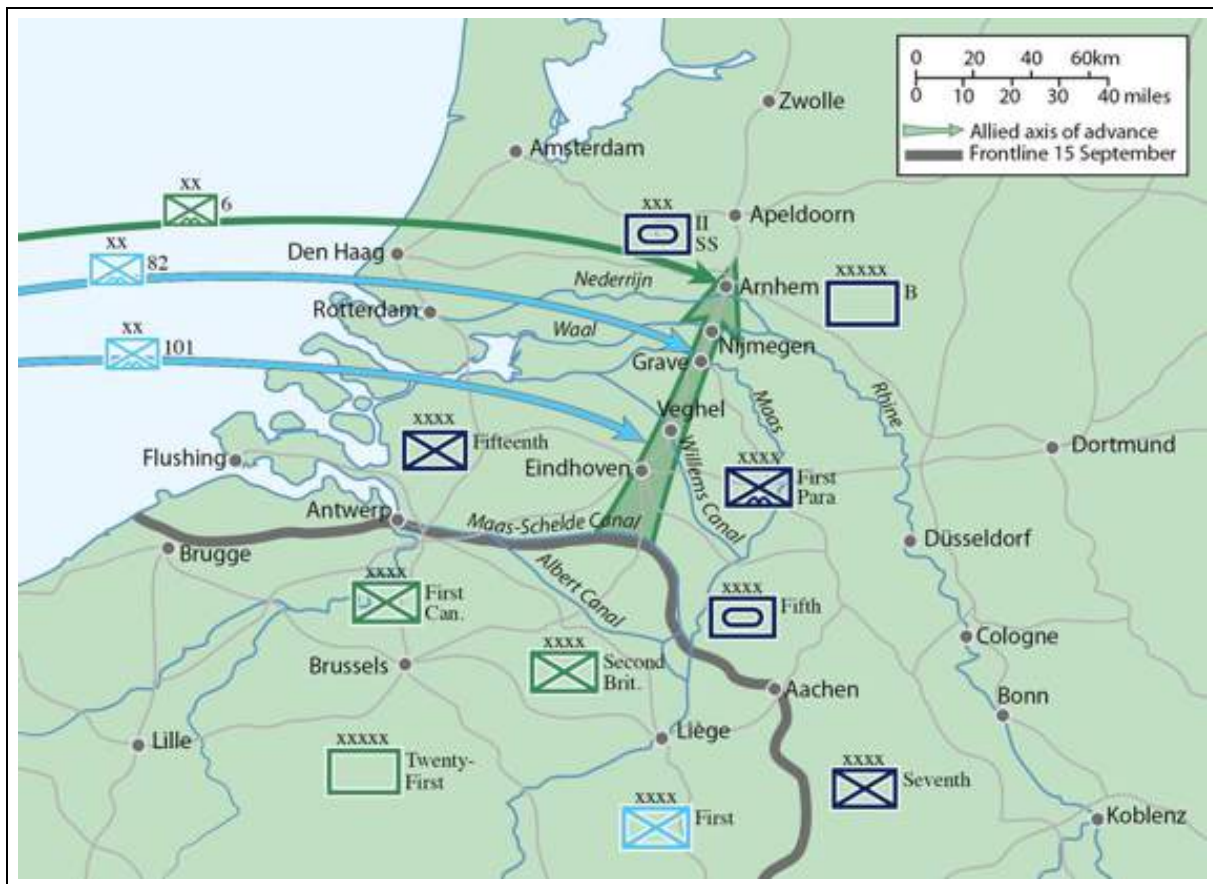 0 20 40 60km
0 10 20 30 40 miles
Allied axis of advance
Frontline 15 September
Zwolle
Amsterdam
xx
6
xxx
II
SS
Apeldoorn
Den Haag
xx
82
Nederrijn
Arnhem
xxxxx
B
Rotterdam
Waal
Nijmegen
xx
101
Grave
Maas
Rhine
Veghel
xxxx
Fifteenth
Flushing
Eindhoven
Willems Canal
xxxx
First
Para
Dortmund
Antwerp
Maas-Schelde Canal
Brugge
Düsseldorf
Albert Canal
xxxx
First
Can.
xxxx
Fifth
Cologne
Brussels
xxxx
Second
Brit.
Aachen
Bonn
Lille
Liège
xxxxx
Twenty-
First
xxxx
Seventh
xxxx
First
Koblenz